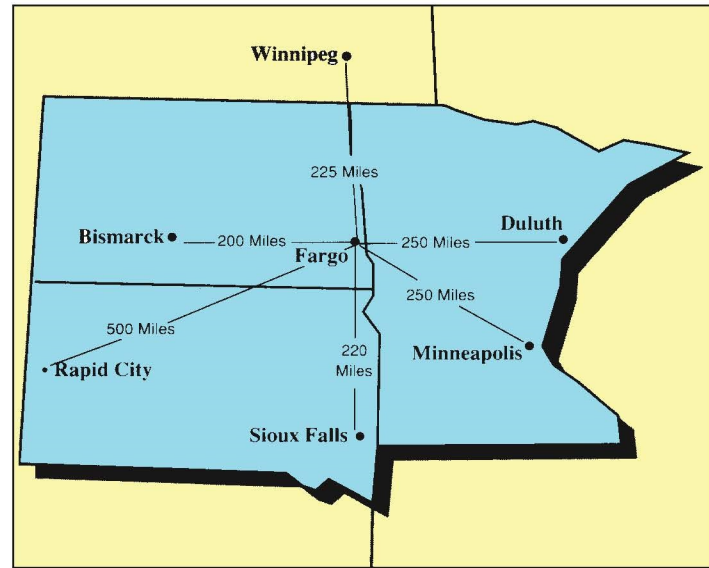 Winnipeg
225 Miles
Bismarck
200 Miles
Fargo
250 Miles
Duluth
250 Miles
500 Miles
Rapid City
220
Miles
Minneapolis
Sioux Falls